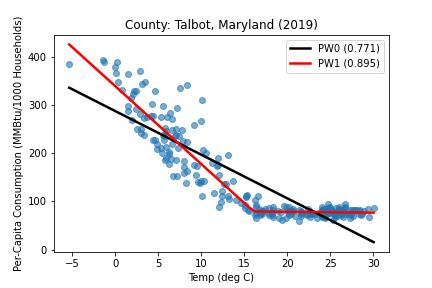 County: Talbot, Maryland (2019)
Per-Capita Consumption (MMBtu/1000 Households)
400
300
200
100
0
PW0 (0.771)
PW1 (0.895)
−5 0 5 10 15 20 25 30
Temp (deg C)